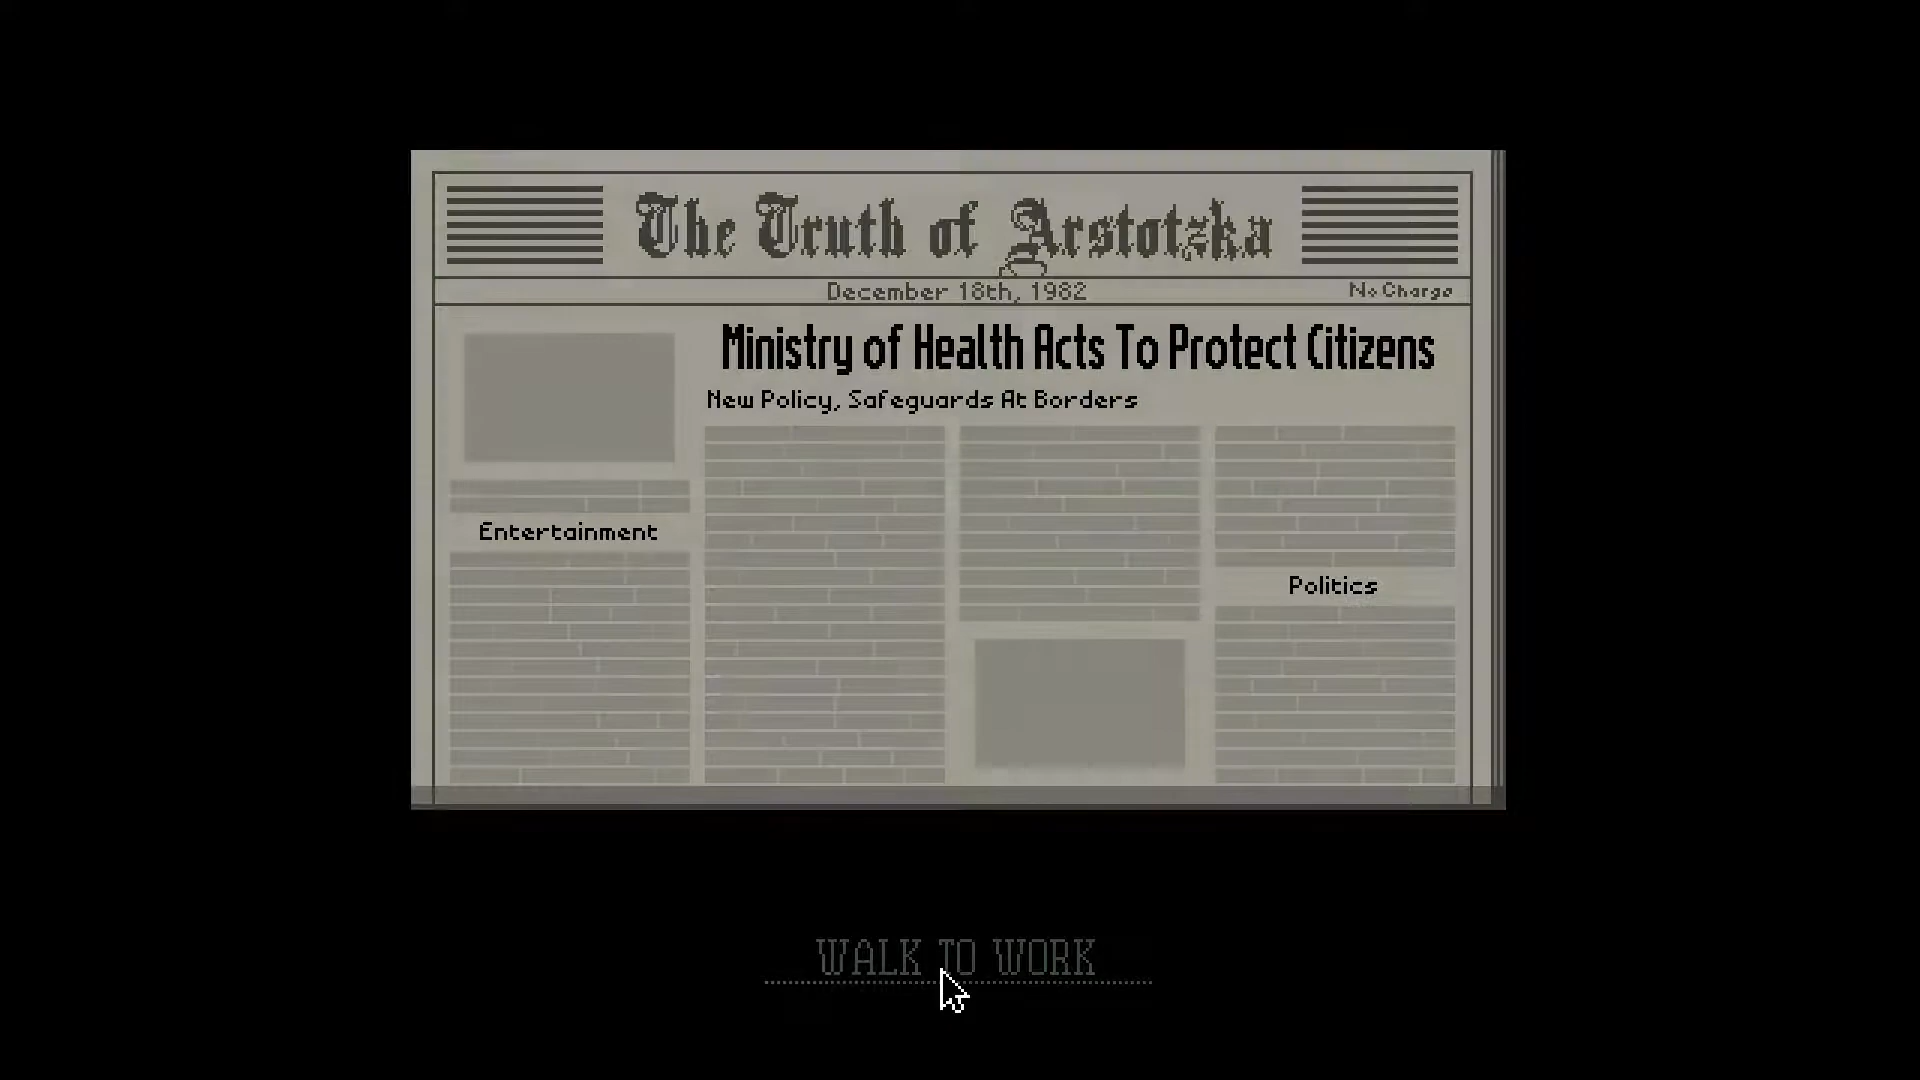 The Truth of Arstotzka
December 18th, 1982
No Charge
Ministry of Health Acts To Protect Citizens
New Policy, Safeguards At Borders
Entertainment
Politics
WALK TO WORK